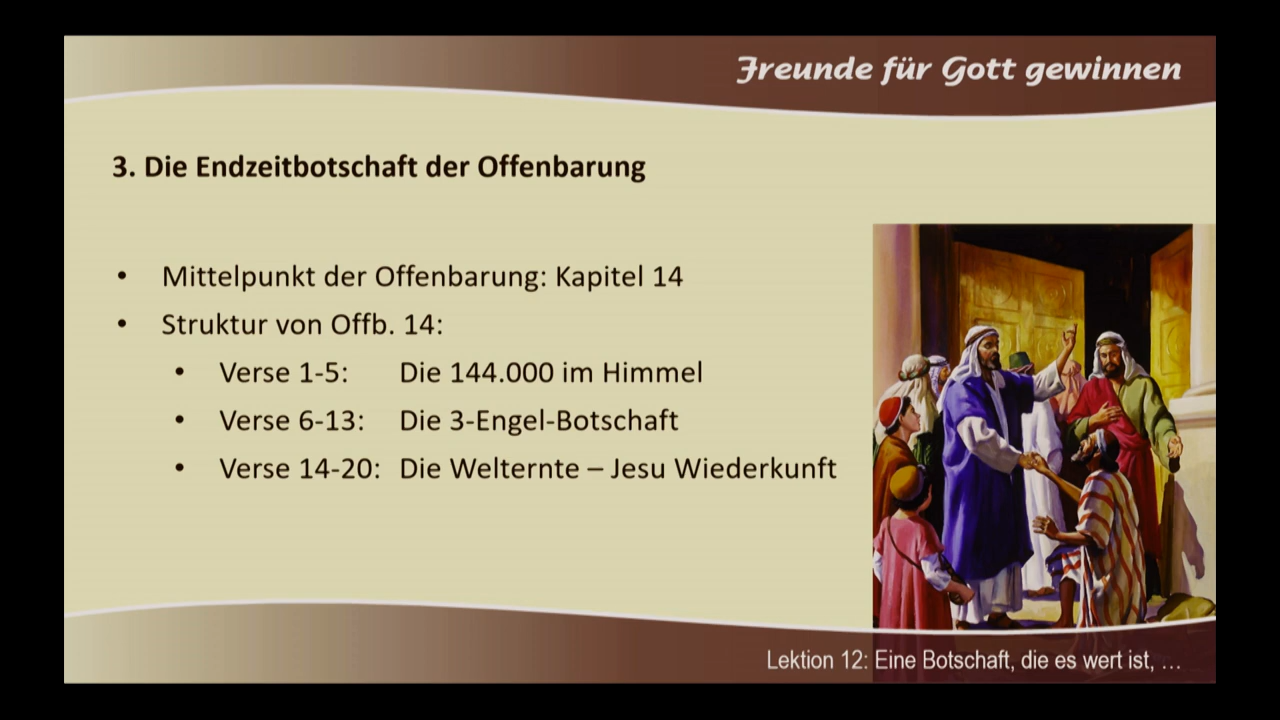 Freunde für Gott gewinnen
3. Die Endzeitbotschaft der Offenbarung
• Mittelpunkt der Offenbarung: Kapitel 14
• Struktur von Offb. 14:
• Verse 1-5: Die 144.000 im Himmel
• Verse 6-13: Die 3-Engel-Botschaft
• Verse 14-20: Die Welternte – Jesu Wiederkunft
Lektion 12: Eine Botschaft, die es wert ist, …